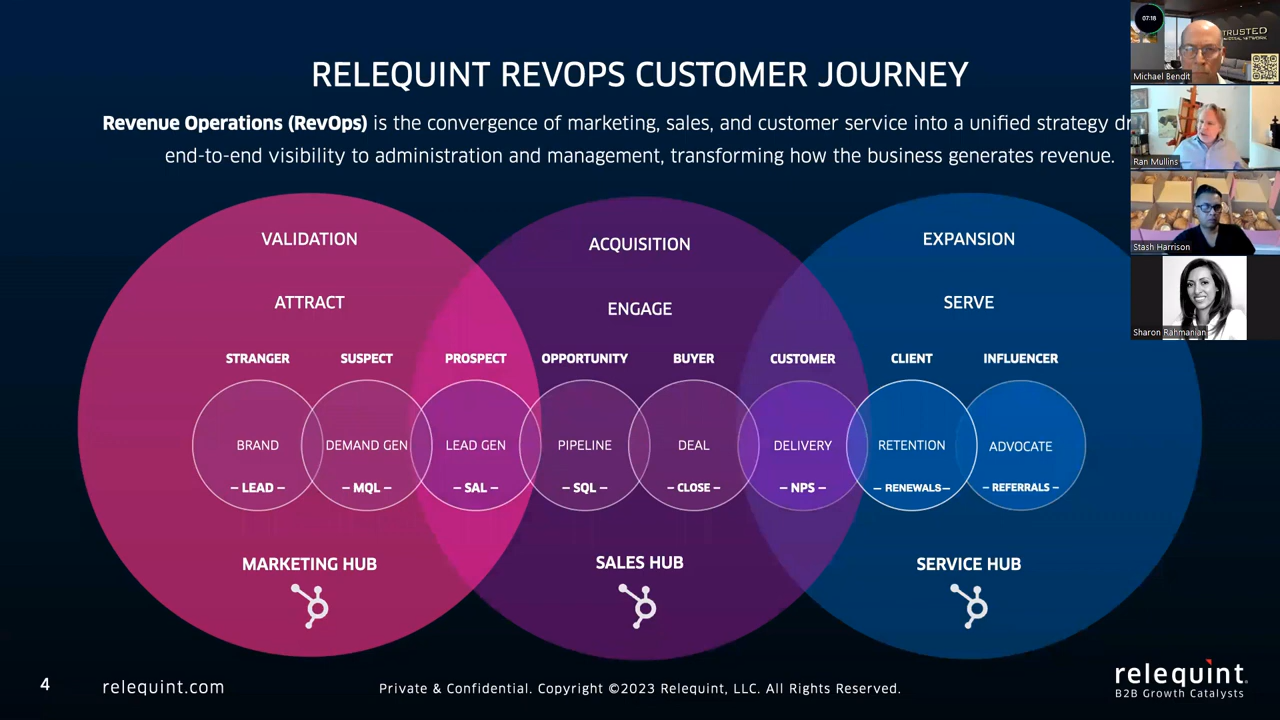 RELEQUINT REVOPS CUSTOMER JOURNEY
Revenue Operations (RevOps) is the convergence of marketing, sales, and customer service into a unified strategy
end-to-end visibility to administration and management, transforming how the business generates revenue.
VALIDATION
ACQUISITION
EXPANSION
ATTRACT
ENGAGE
SERVE
STRANGER SUSPECT PROSPECT OPPORTUNITY BUYER CUSTOMER CLIENT INFLUENCER
BRAND DEMAND GEN LEAD GEN PIPELINE DEAL DELIVERY RETENTION ADVOCATE
– LEAD – – MQL – – SAL – – SQL – – CLOSE – – NPS – – RENEWALS – – REFERRALS –
MARKETING HUB
SALES HUB
SERVICE HUB
4
relequint.com
Private & Confidential. Copyright ©2023 Relequint, LLC. All Rights Reserved.
relequint
B2B Growth Catalysts
07:18
TRUSTED
Michael Bendit
Ran Mullins
Stash Harrison
Sharon Rahmanian